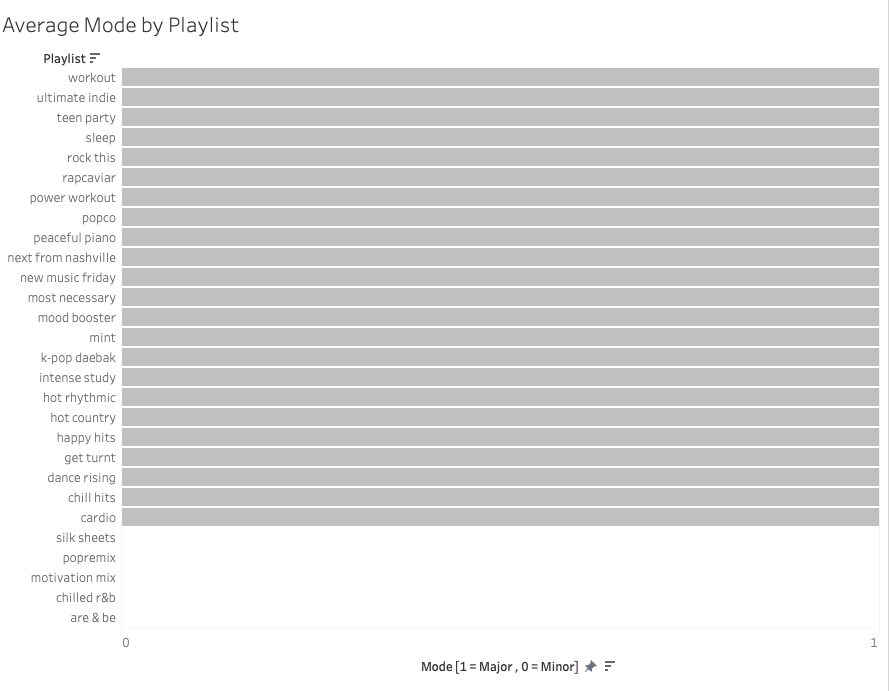 Average Mode by Playlist
Playlist
workout
ultimate indie
teen party
sleep
rock this
rapcaviar
power workout
popco
peaceful piano
next from nashville
new music friday
most necessary
mood booster
mint
k-pop daebak
intense study
hot rhythmic
hot country
happy hits
get turnt
dance rising
chill hits
cardio
silk sheets
popremix
motivation mix
chilled r&b
are & be
0 1
Mode [1 = Major , 0 = Minor]